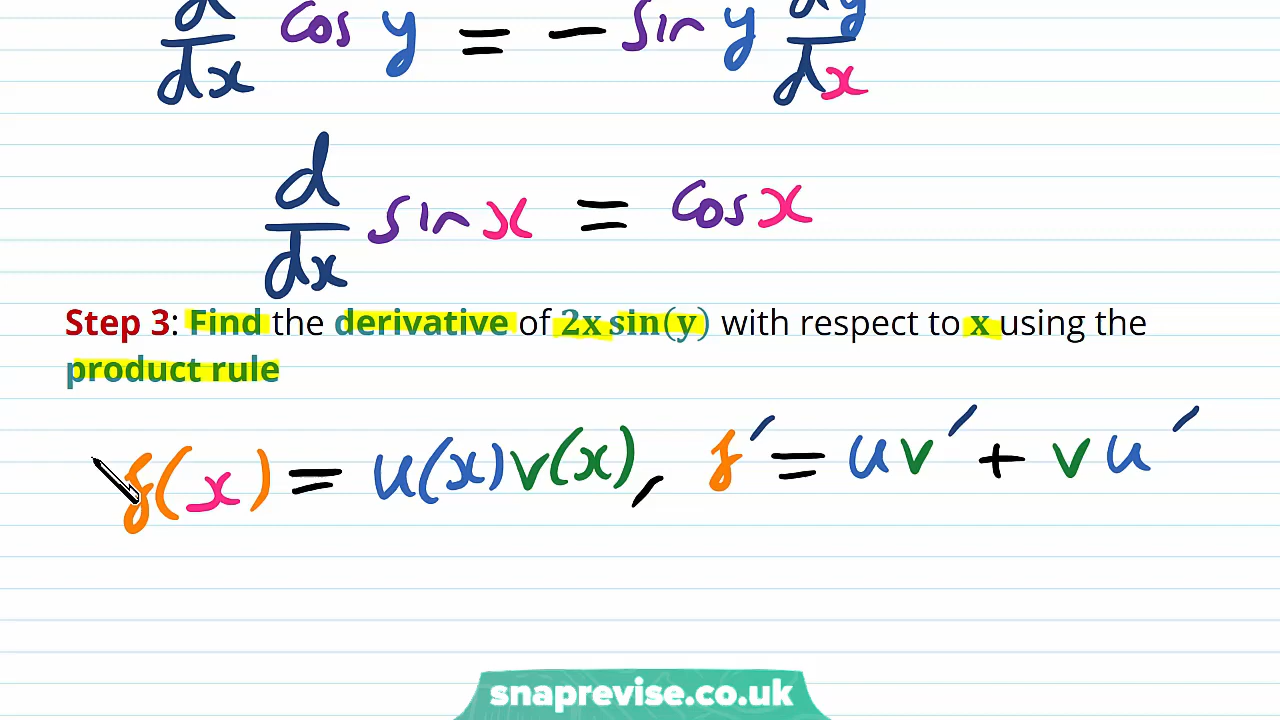 d/dx cos y = - sin y dy/dx
d/dx sin x = cos x
Step 3: Find the derivative of 2x sin(y) with respect to x using the
product rule
f(x) = u(x)v(x), f′ = uv′ + vu′
snaprevise.co.uk